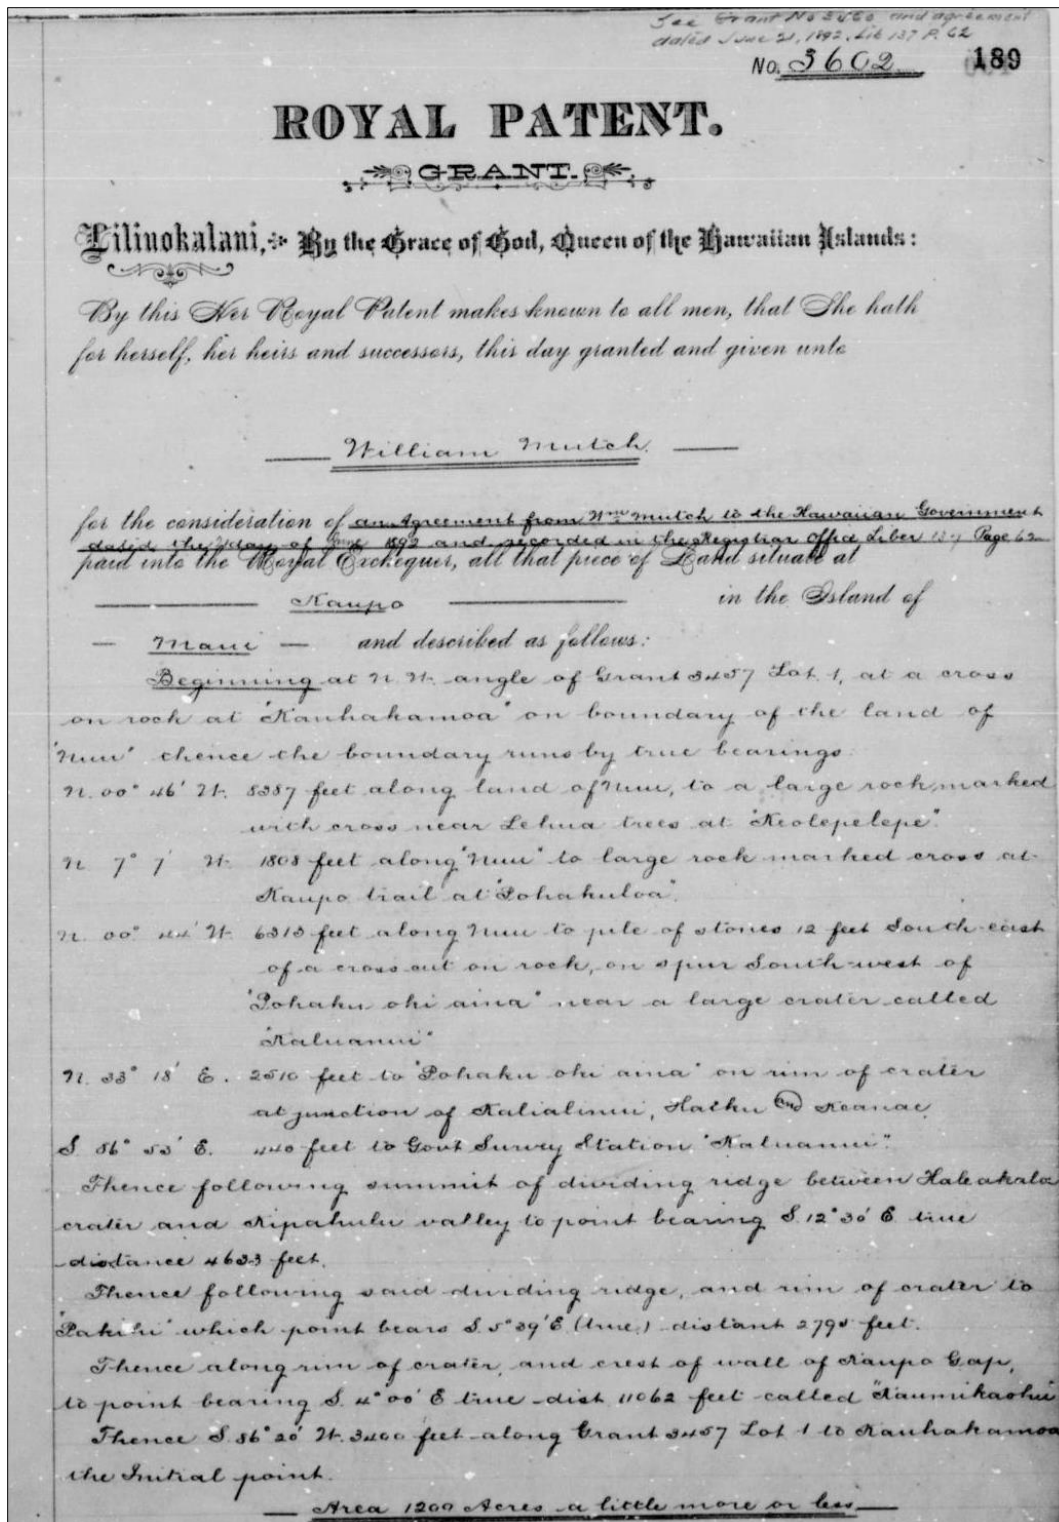 See Grant No 3460 and agreement
dated June 21, 1892, Lib 137 P. 62
No. 3602 189
ROYAL PATENT.
GRANT.
Liliuokalani, By the Grace of God, Queen of the Hawaiian Islands:
By this Her Royal Patent makes known to all men, that She hath
for herself, her heirs and successors, this day granted and given unto
William Mutch.
for the consideration of an Agreement from Wm Mutch to the Hawaiian Government
dated the day of June 1892 and recorded in the Registrar Office Liber 137 Page 62
paid into the Royal Exchequer, all that piece of Land situate at
Kaupo in the Island of
Maui and described as follows:
Beginning at N. W. angle of Grant 3457 Lot 1, at a cross
on rock at "Kauhakamoa" on boundary of the land of
"Nuu" thence the boundary runs by true bearings.
N. 00° 46' W. 8387 feet along land of Nuu, to a large rock, marked
with cross near Lehua trees at "Keolepelepe".
N 7° 7' W. 1808 feet along "Nuu" to large rock marked cross at
Kaupo trail at "Pohakuloa".
N. 00° 44' W. 6313 feet along Nuu to pile of stones 12 feet South-east
of a cross cut on rock, on spur South-west of
"Pohaku oki aina" near a large crater called
"Kaluanui"
N. 33° 18' E. 2510 feet to "Pohaku oki aina" on rim of crater
at junction of Kalialinui, Haiku and Keanae.
S 86° 53' E. 440 feet to Govt Survey Station "Kaluanui".
Thence following summit of dividing ridge between Haleakala
crater and Kipahulu valley to point bearing S. 12° 30' E. true
distance 4633 feet.
Thence following said dividing ridge, and rim of crater to
"Pakihi" which point bears S. 5° 39' E. (true.) distant 2795 feet.
Thence along rim of crater, and crest of wall of Kaupo Gap,
to point bearing S. 4° 00' E true dist. 11062 feet called "Kaumikaohu"
Thence S 86° 20' W. 3400 feet along Grant 3457 Lot 1 to Kauhakamoa
the Initial point.
Area 1200 Acres a little more or less